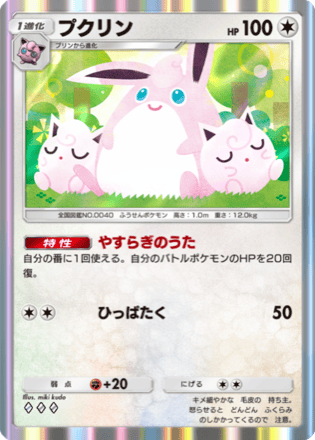 1進化 プクリン HP 100
プリンから進化
全国図鑑NO.0040 ふうせんポケモン 高さ：1.0m 重さ：12.0kg
特性 やすらぎのうた
自分の番に1回使える。自分のバトルポケモンのHPを20回
復。
ひっぱたく 50
弱点 +20 にげる
Illus. miki kudo
キメ細やかな 毛皮の 持ち主。
怒らせると どんどん ふくらみ
のしかかってくるので 注意。